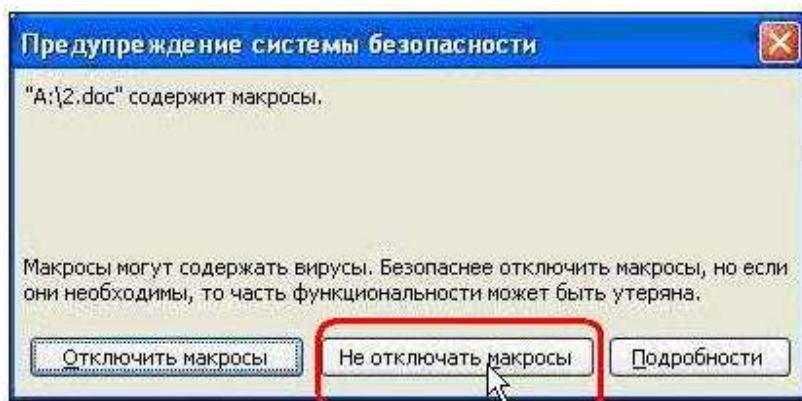 Предупреждение системы безопасности
"A:\2.doc" содержит макросы.
Макросы могут содержать вирусы. Безопаснее отключить макросы, но если
они необходимы, то часть функциональности может быть утеряна.
Отключить макросы Не отключать макросы Подробности